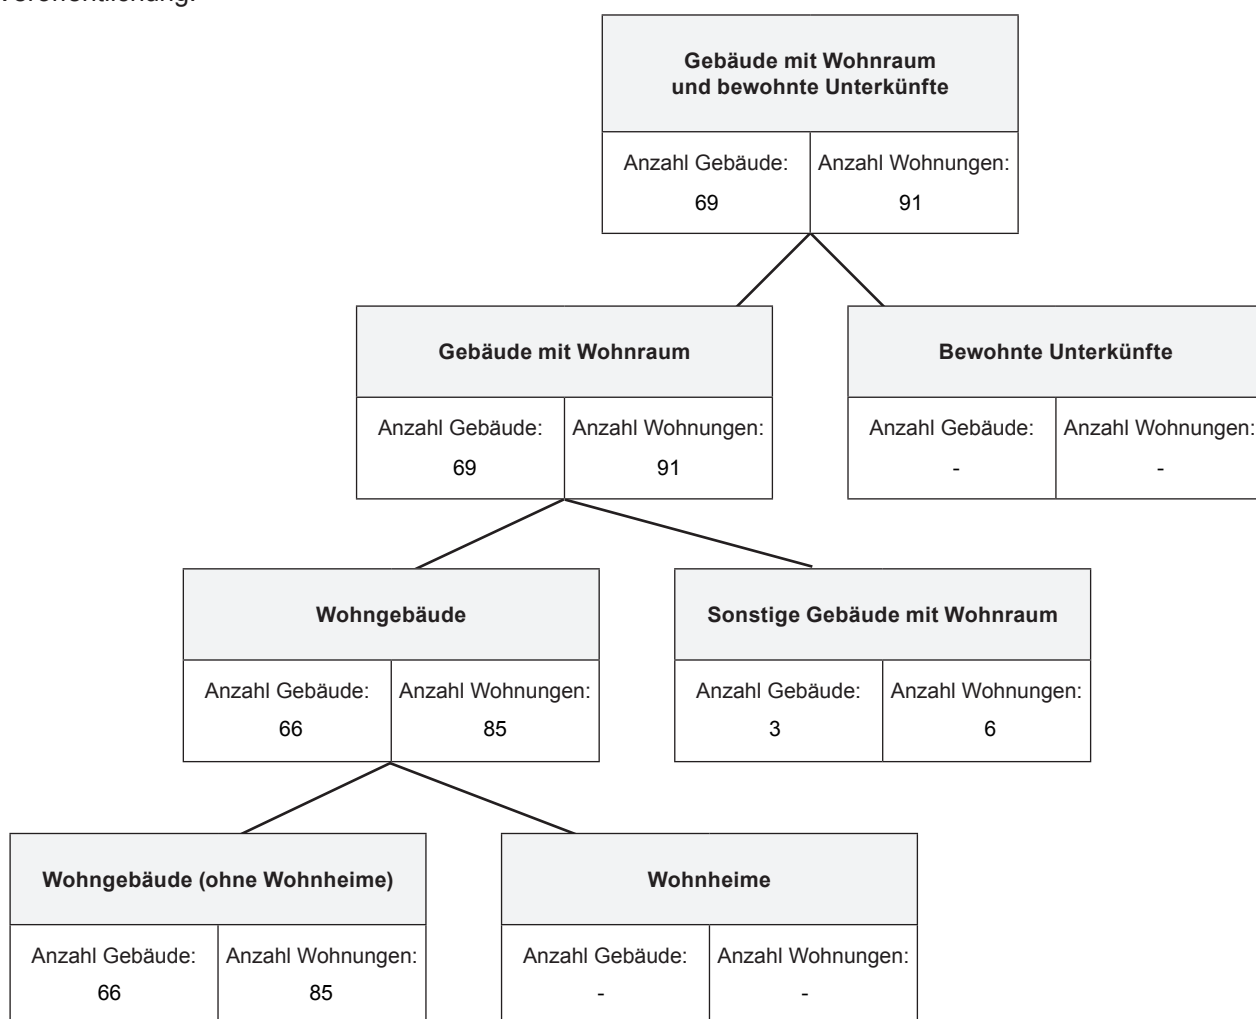 Veröffentlichung.
Gebäude mit Wohnraum
und bewohnte Unterkünfte
Anzahl Gebäude: Anzahl Wohnungen:
69 91
Gebäude mit Wohnraum Bewohnte Unterkünfte
Anzahl Gebäude: Anzahl Wohnungen: Anzahl Gebäude: Anzahl Wohnungen:
69 91 - -
Wohngebäude Sonstige Gebäude mit Wohnraum
Anzahl Gebäude: Anzahl Wohnungen: Anzahl Gebäude: Anzahl Wohnungen:
66 85 3 6
Wohngebäude (ohne Wohnheime) Wohnheime
Anzahl Gebäude: Anzahl Wohnungen: Anzahl Gebäude: Anzahl Wohnungen:
66 85 - -